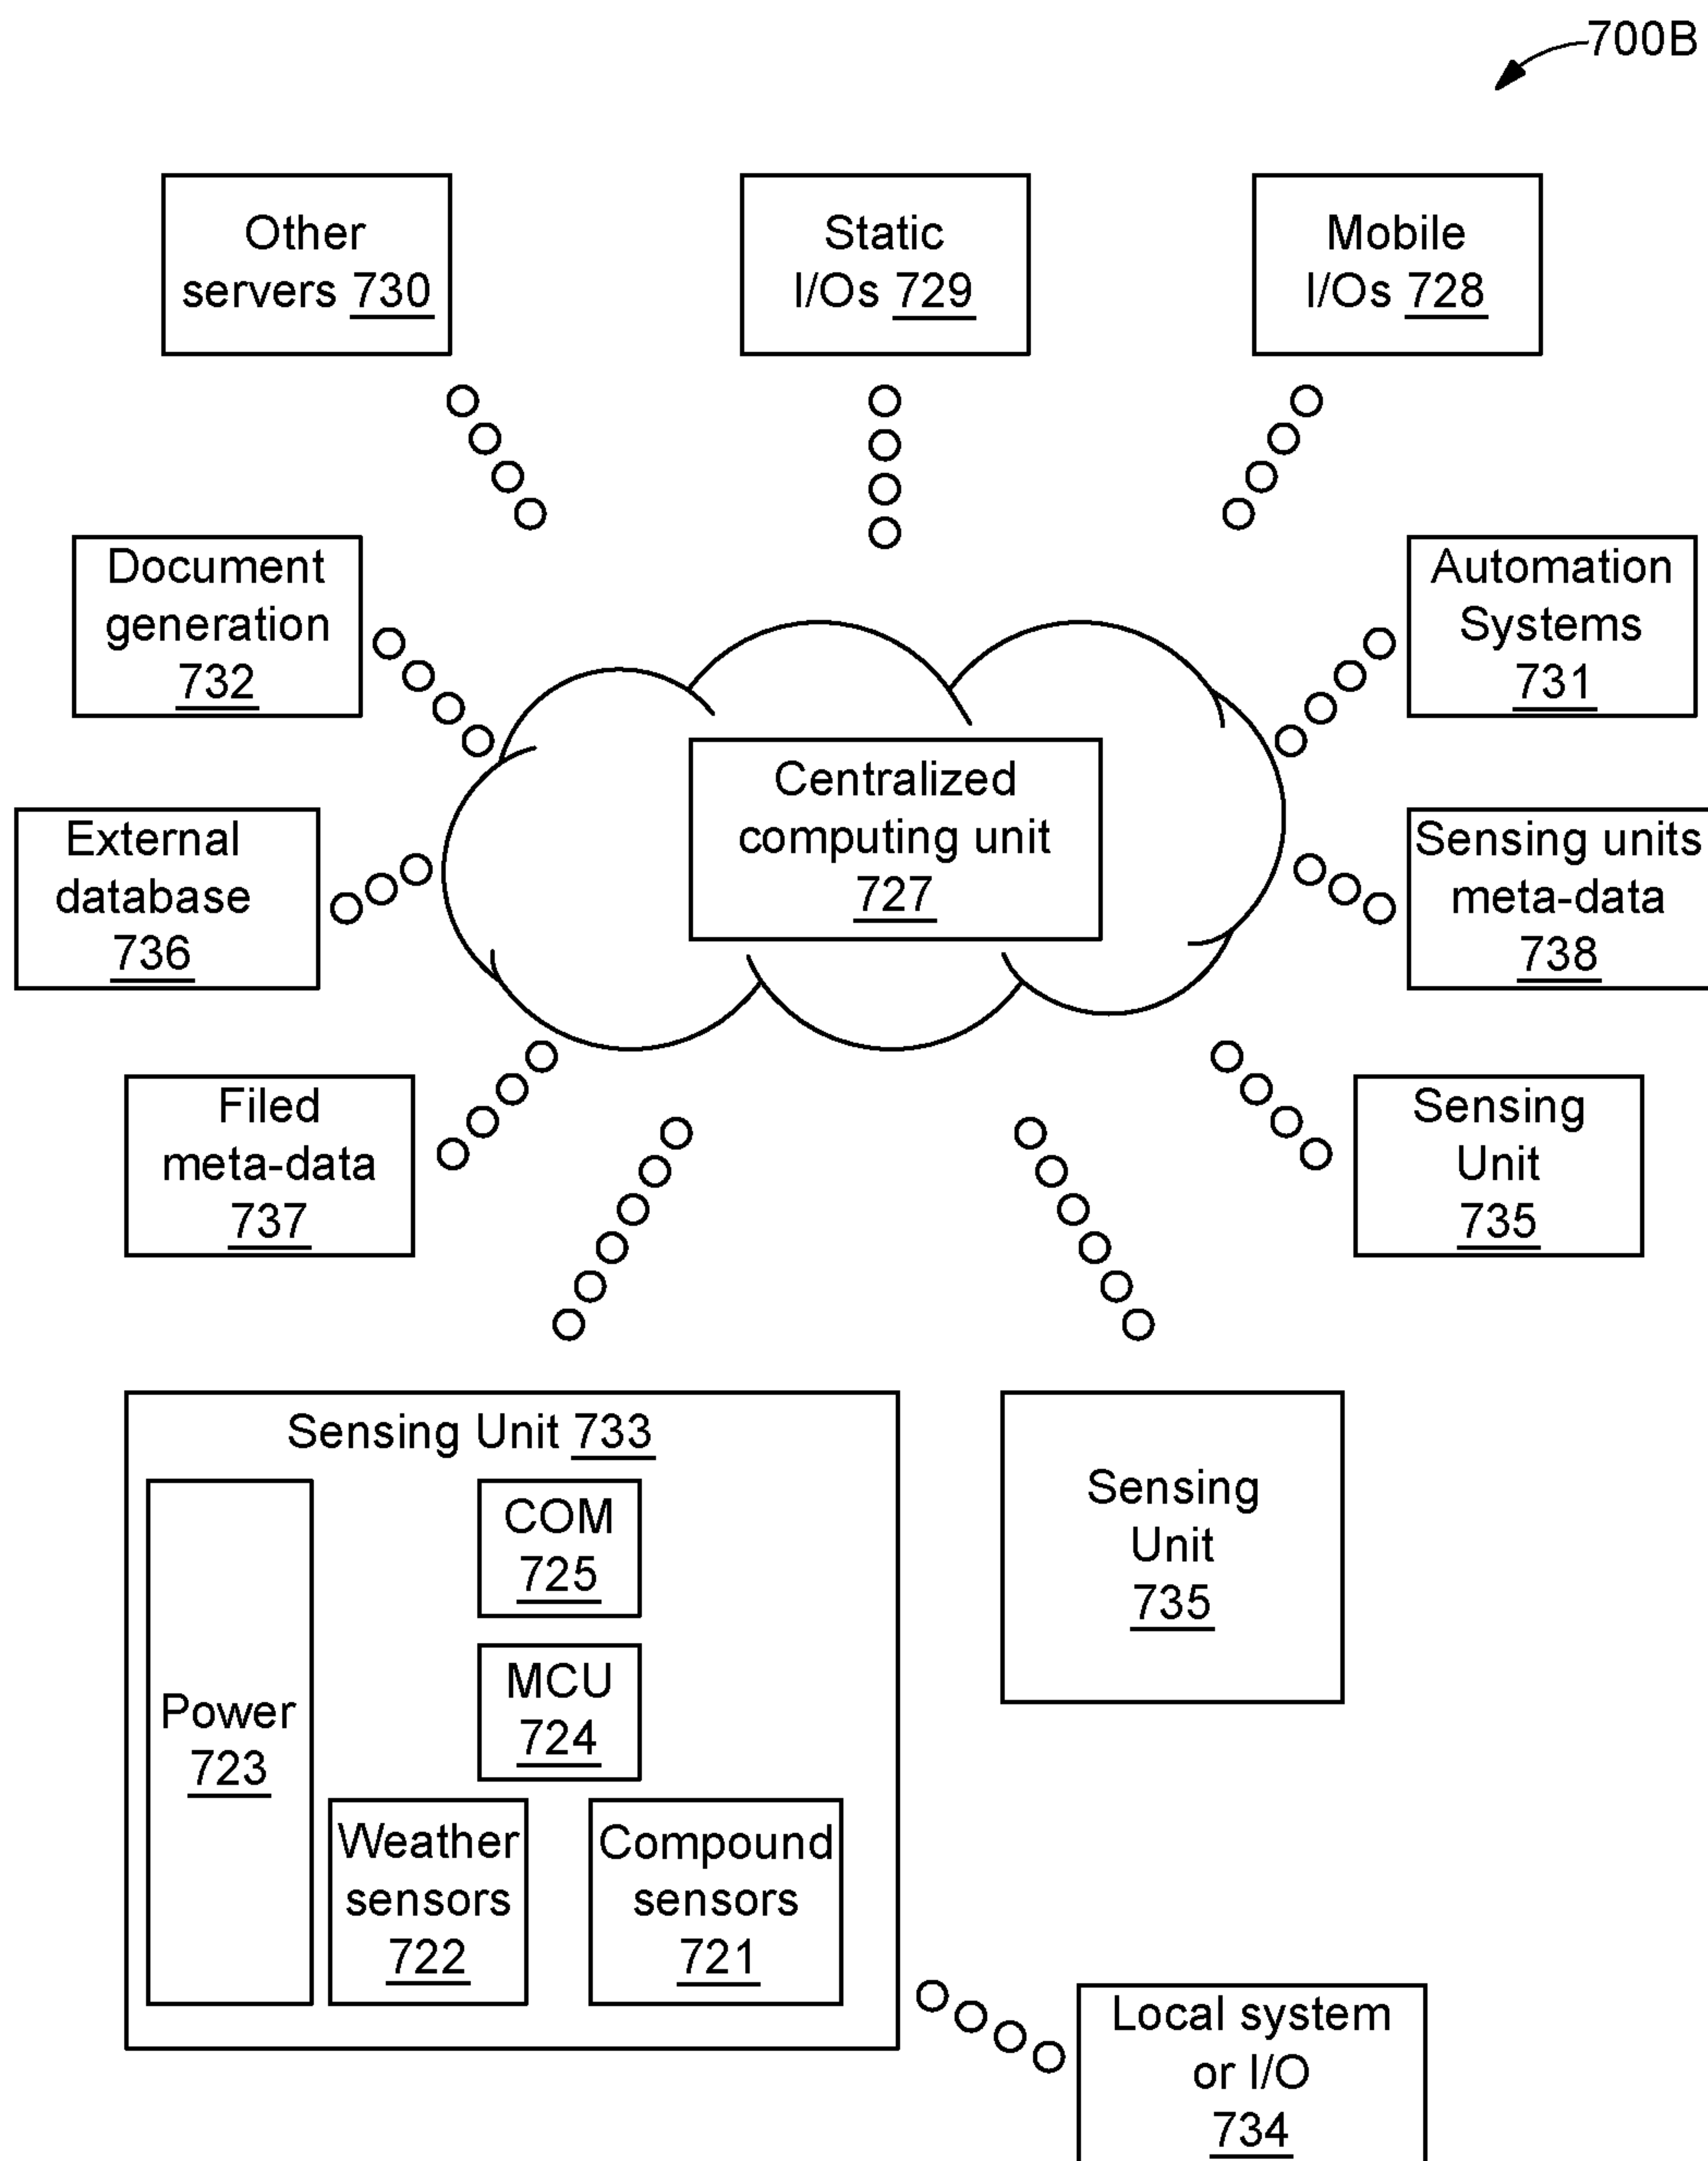 700B
Other
servers 730
Static
I/Os 729
Mobile
I/Os 728
Document
generation
732
Automation
Systems
731
External
database
736
Centralized
computing unit
727
Sensing units
meta-data
738
Filed
meta-data
737
Sensing
Unit
735
Sensing Unit 733
COM
725
MCU
724
Power
723
Weather
sensors
722
Compound
sensors
721
Sensing
Unit
735
Local system
or I/O
734